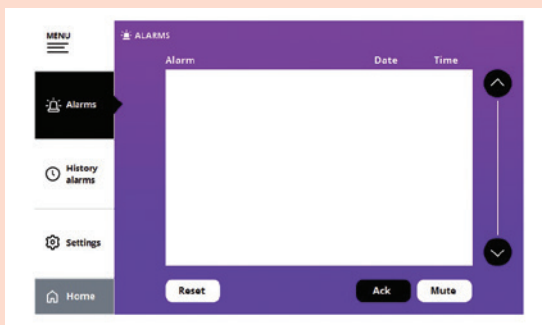 MENU
ALARMS
Alarm Date Time
Alarms
History
alarms
Settings
Home
Reset Ack Mute